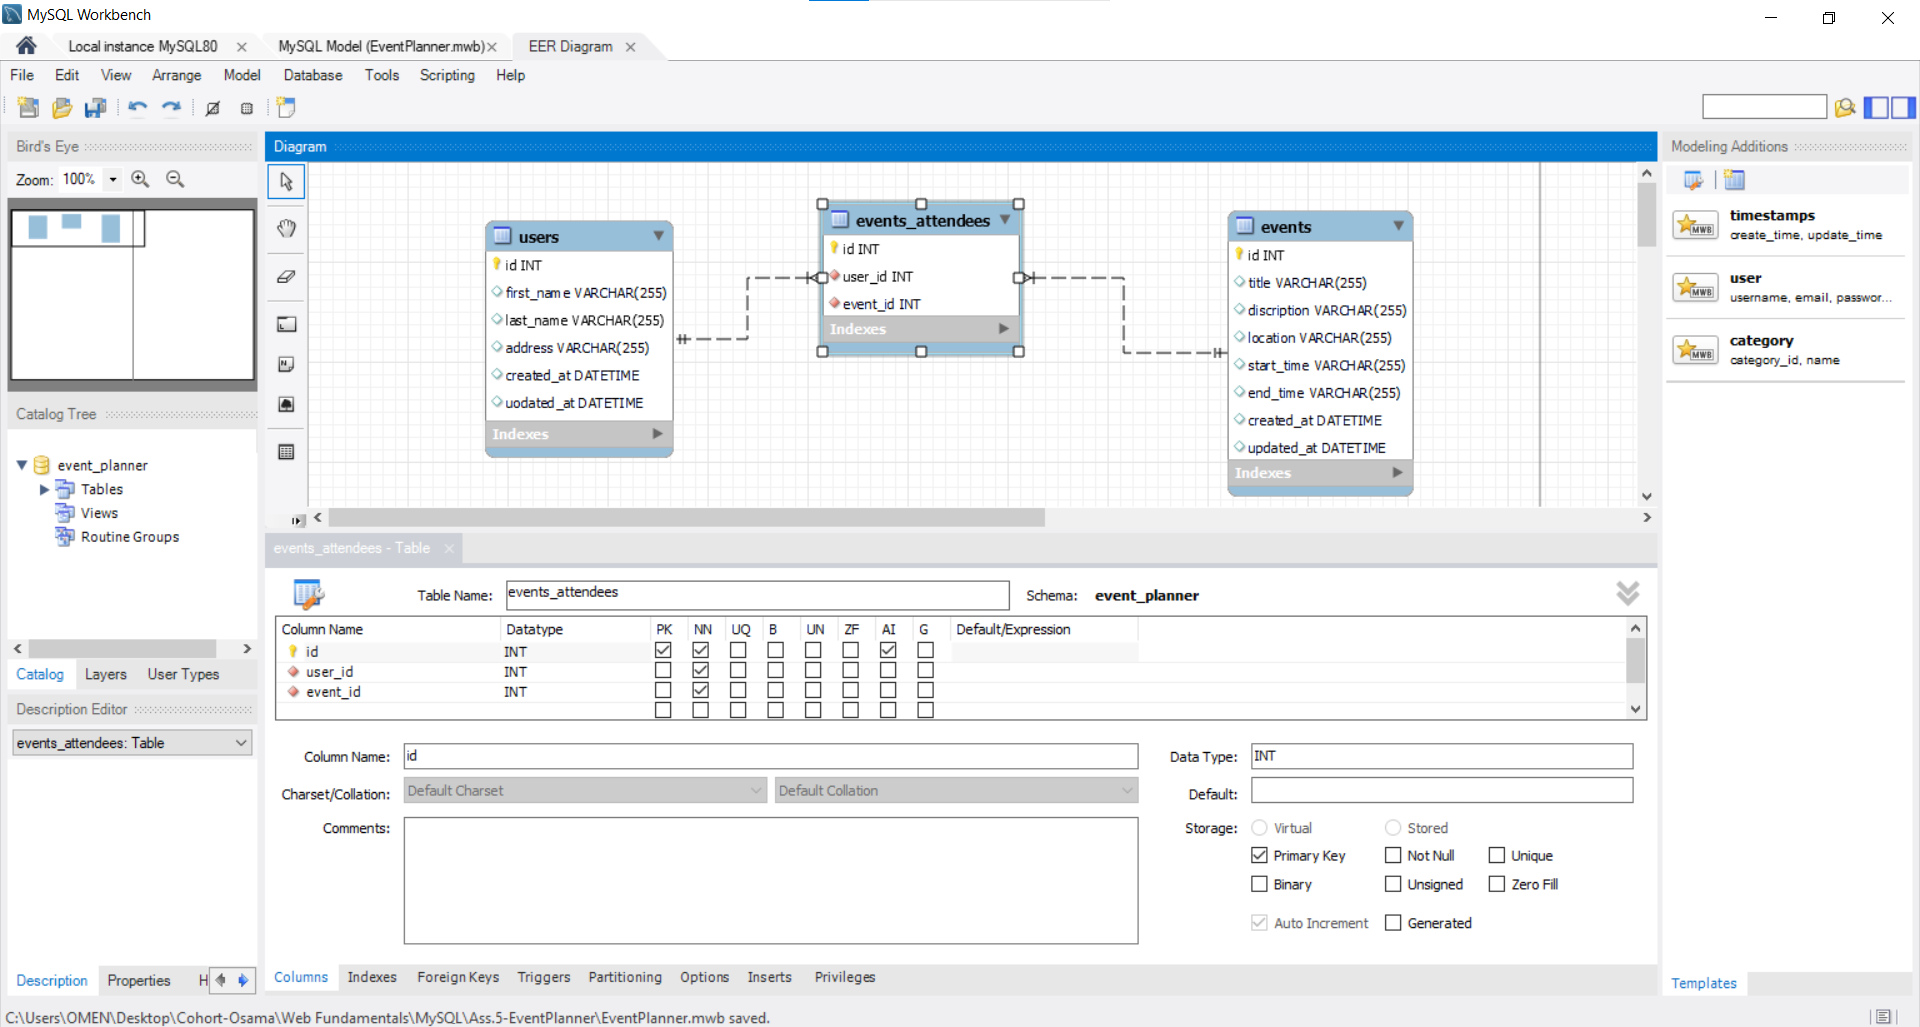 MySQL Workbench
Local instance MySQL80
MySQL Model (EventPlanner.mwb)
EER Diagram
File Edit View Arrange Model Database Tools Scripting Help
Bird's Eye
Zoom: 100%
Diagram
users
id INT
first_name VARCHAR(255)
last_name VARCHAR(255)
address VARCHAR(255)
created_at DATETIME
uodated_at DATETIME
Indexes
events_attendees
id INT
user_id INT
event_id INT
Indexes
events
id INT
title VARCHAR(255)
discription VARCHAR(255)
location VARCHAR(255)
start_time VARCHAR(255)
end_time VARCHAR(255)
created_at DATETIME
updated_at DATETIME
Indexes
Modeling Additions
MWB
timestamps
create_time, update_time
MWB
user
username, email, passwor...
MWB
category
category_id, name
Templates
Catalog Tree
event_planner
Tables
Views
Routine Groups
Catalog Layers User Types
Description Editor
events_attendees: Table
Description Properties H
events_attendees - Table
Table Name: events_attendees Schema: event_planner
Column Name Datatype PK NN UQ B UN ZF AI G Default/Expression
id INT
user_id INT
event_id INT
Column Name: id Data Type: INT
Charset/Collation: Default Charset Default Collation Default:
Comments: Storage: Virtual Stored
Primary Key Not Null Unique
Binary Unsigned Zero Fill
Auto Increment Generated
Columns Indexes Foreign Keys Triggers Partitioning Options Inserts Privileges
C:\Users\OMEN\Desktop\Cohort-Osama\Web Fundamentals\MySQL\Ass.5-EventPlanner\EventPlanner.mwb saved.